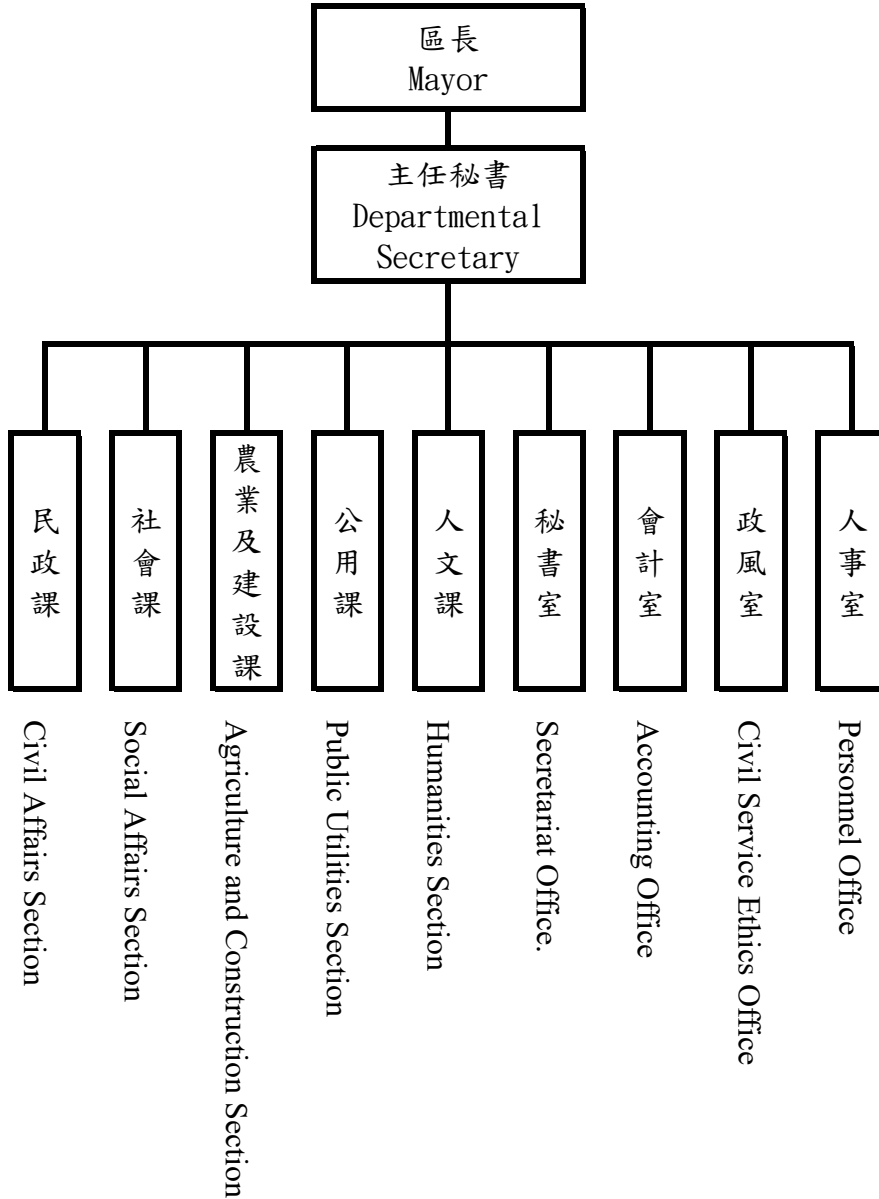 區長
Mayor
主任秘書
Departmental
Secretary
民政課
社會課
農業及建設課
公用課
人文課
秘書室
會計室
政風室
人事室
Civil Affairs Section
Social Affairs Section
Agriculture and Construction Section
Public Utilities Section
Humanities Section
Secretariat Office.
Accounting Office
Civil Service Ethics Office
Personnel Office